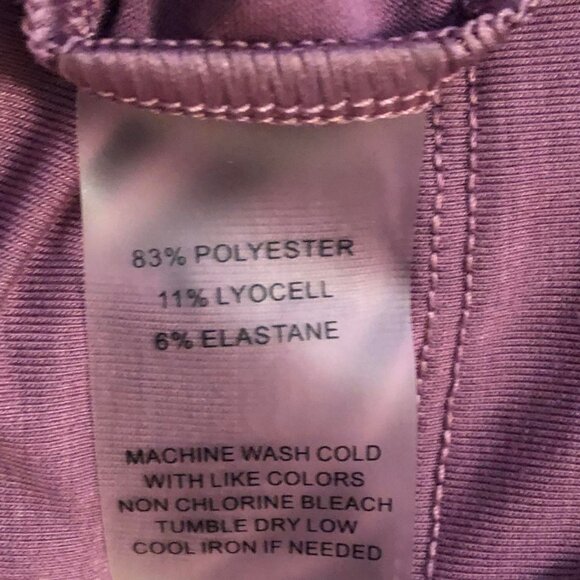 83% POLYESTER
11% LYOCELL
6% ELASTANE
MACHINE WASH COLD
WITH LIKE COLORS
NON CHLORINE BLEACH
TUMBLE DRY LOW
COOL IRON IF NEEDED